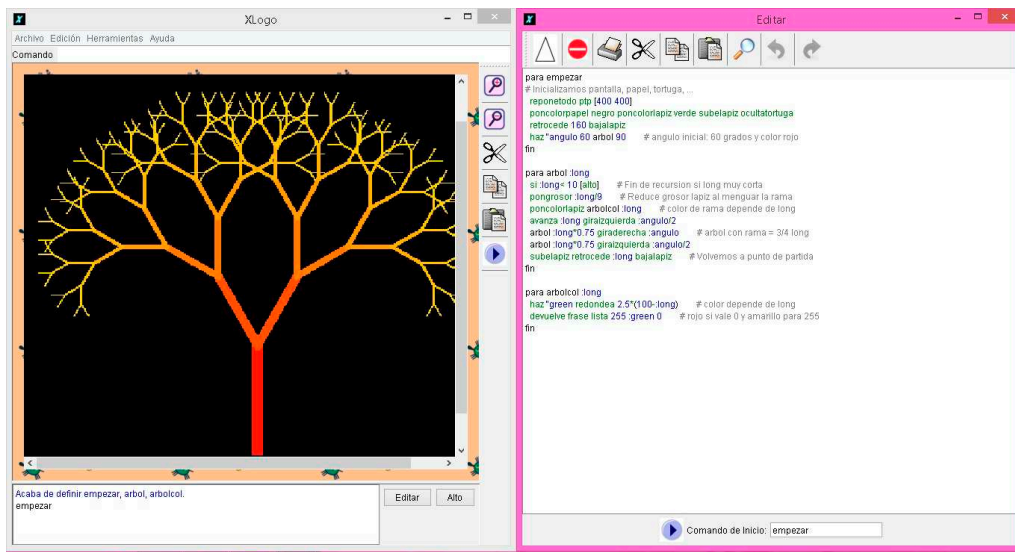 XLogo
Archivo Edición Herramientas Ayuda
Comando
Acaba de definir empezar, arbol, arbolcol.
empezar
Editar
Alto
Editar
para empezar
# Inicializamos pantalla, papel, tortuga, ...
reponetodo ptp [400 400]
poncolorpapel negro poncolorlapiz verde subelapiz ocultatortuga
retrocede 160 bajalapiz
haz "angulo 60 arbol 90 # angulo inicial: 60 grados y color rojo
fin
para arbol :long
si :long< 10 [alto] # Fin de recursion si long muy corta
pongrosor :long/9 # Reduce grosor lapiz al menguar la rama
poncolorlapiz arbolcol :long # color de rama depende de long
avanza :long giraizquierda :angulo/2
arbol :long*0.75 giraderecha :angulo # arbol con rama = 3/4 long
arbol :long*0.75 giraizquierda :angulo/2
subelapiz retrocede :long bajalapiz # Volvemos a punto de partida
fin
para arbolcol :long
haz "green redondea 2.5*(100-:long) # color depende de long
devuelve frase lista 255 :green 0 # rojo si vale 0 y amarillo para 255
fin
Comando de Inicio: empezar